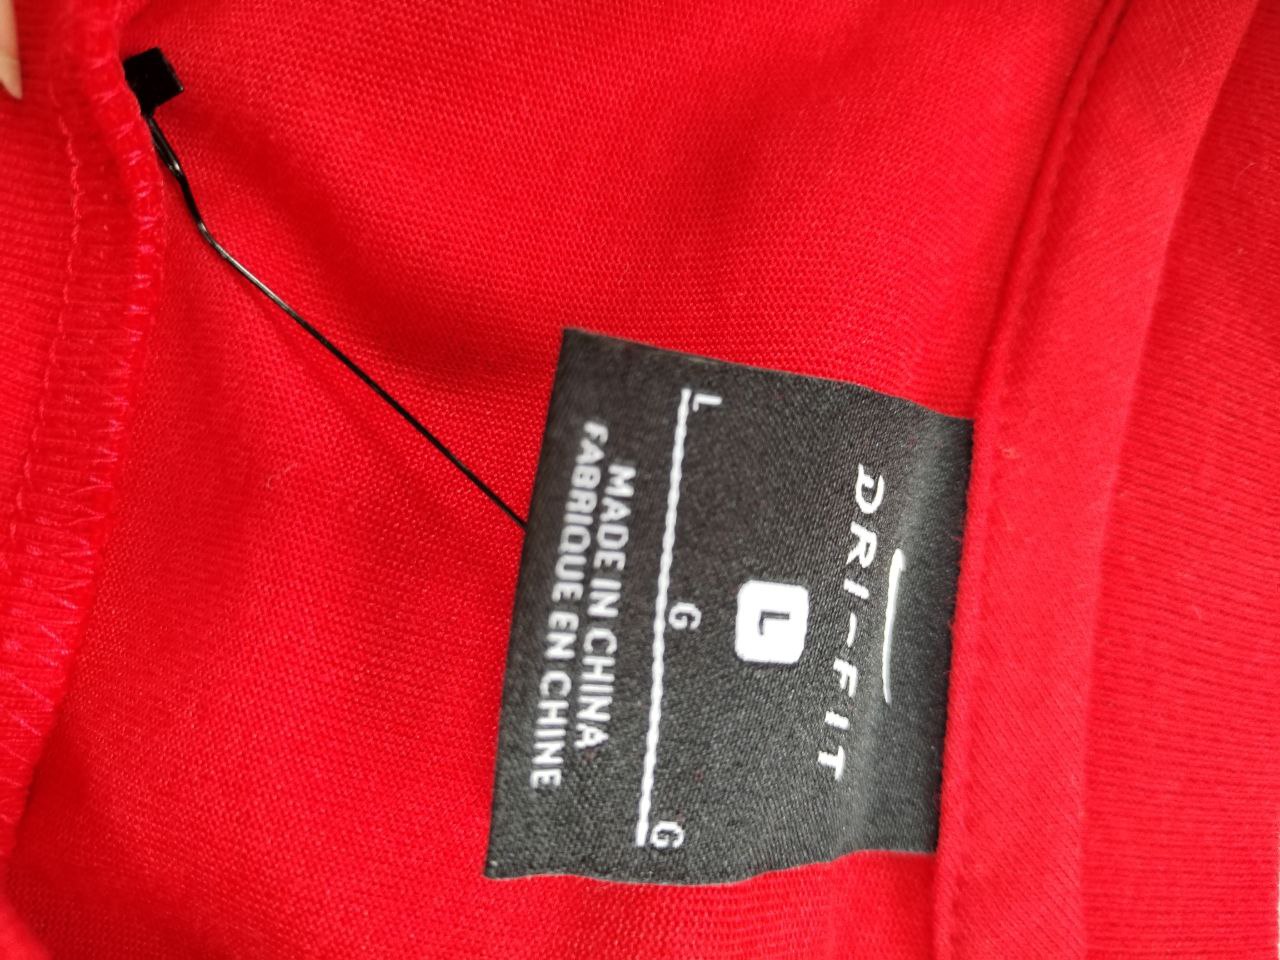 DRI-FIT
L
L G G
MADE IN CHINA
FABRIQUE EN CHINE